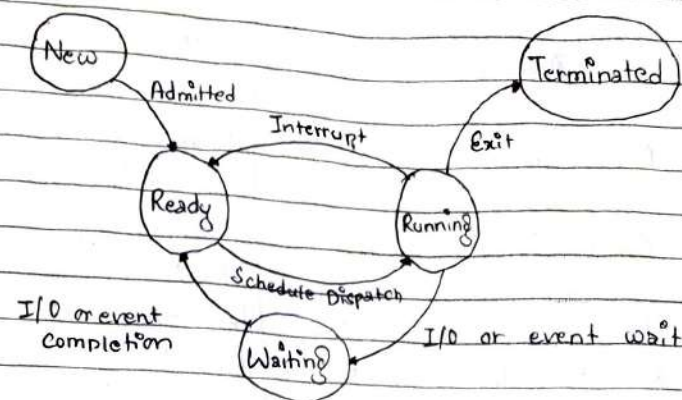 New
Terminated
Admitted
Interrupt
Exit
Ready
Running
Schedule Dispatch
I/O or event
completion
I/O or event wait
Waiting